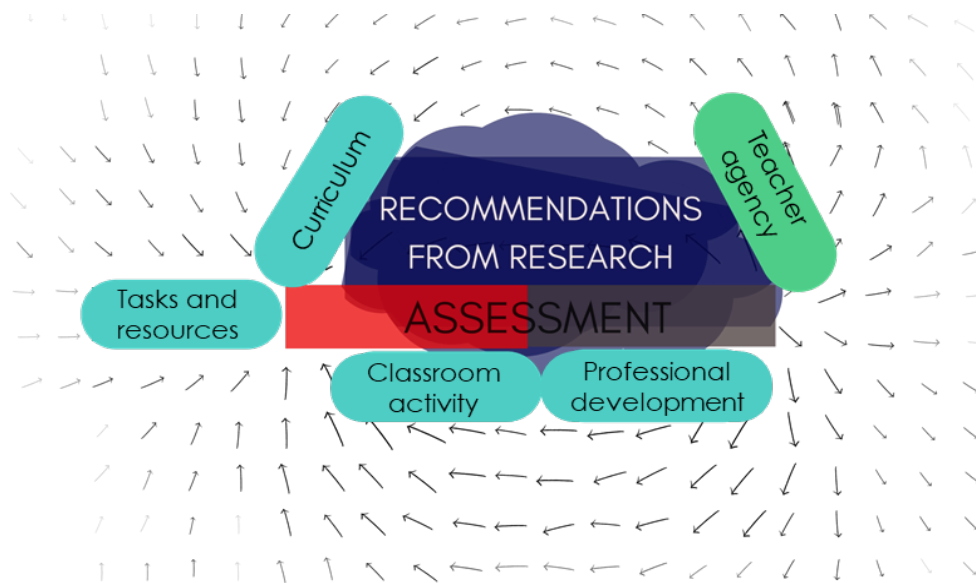 Curriculum
Teacher
agency
RECOMMENDATIONS
FROM RESEARCH
Tasks and
resources
ASSESSMENT
Classroom
activity
Professional
development